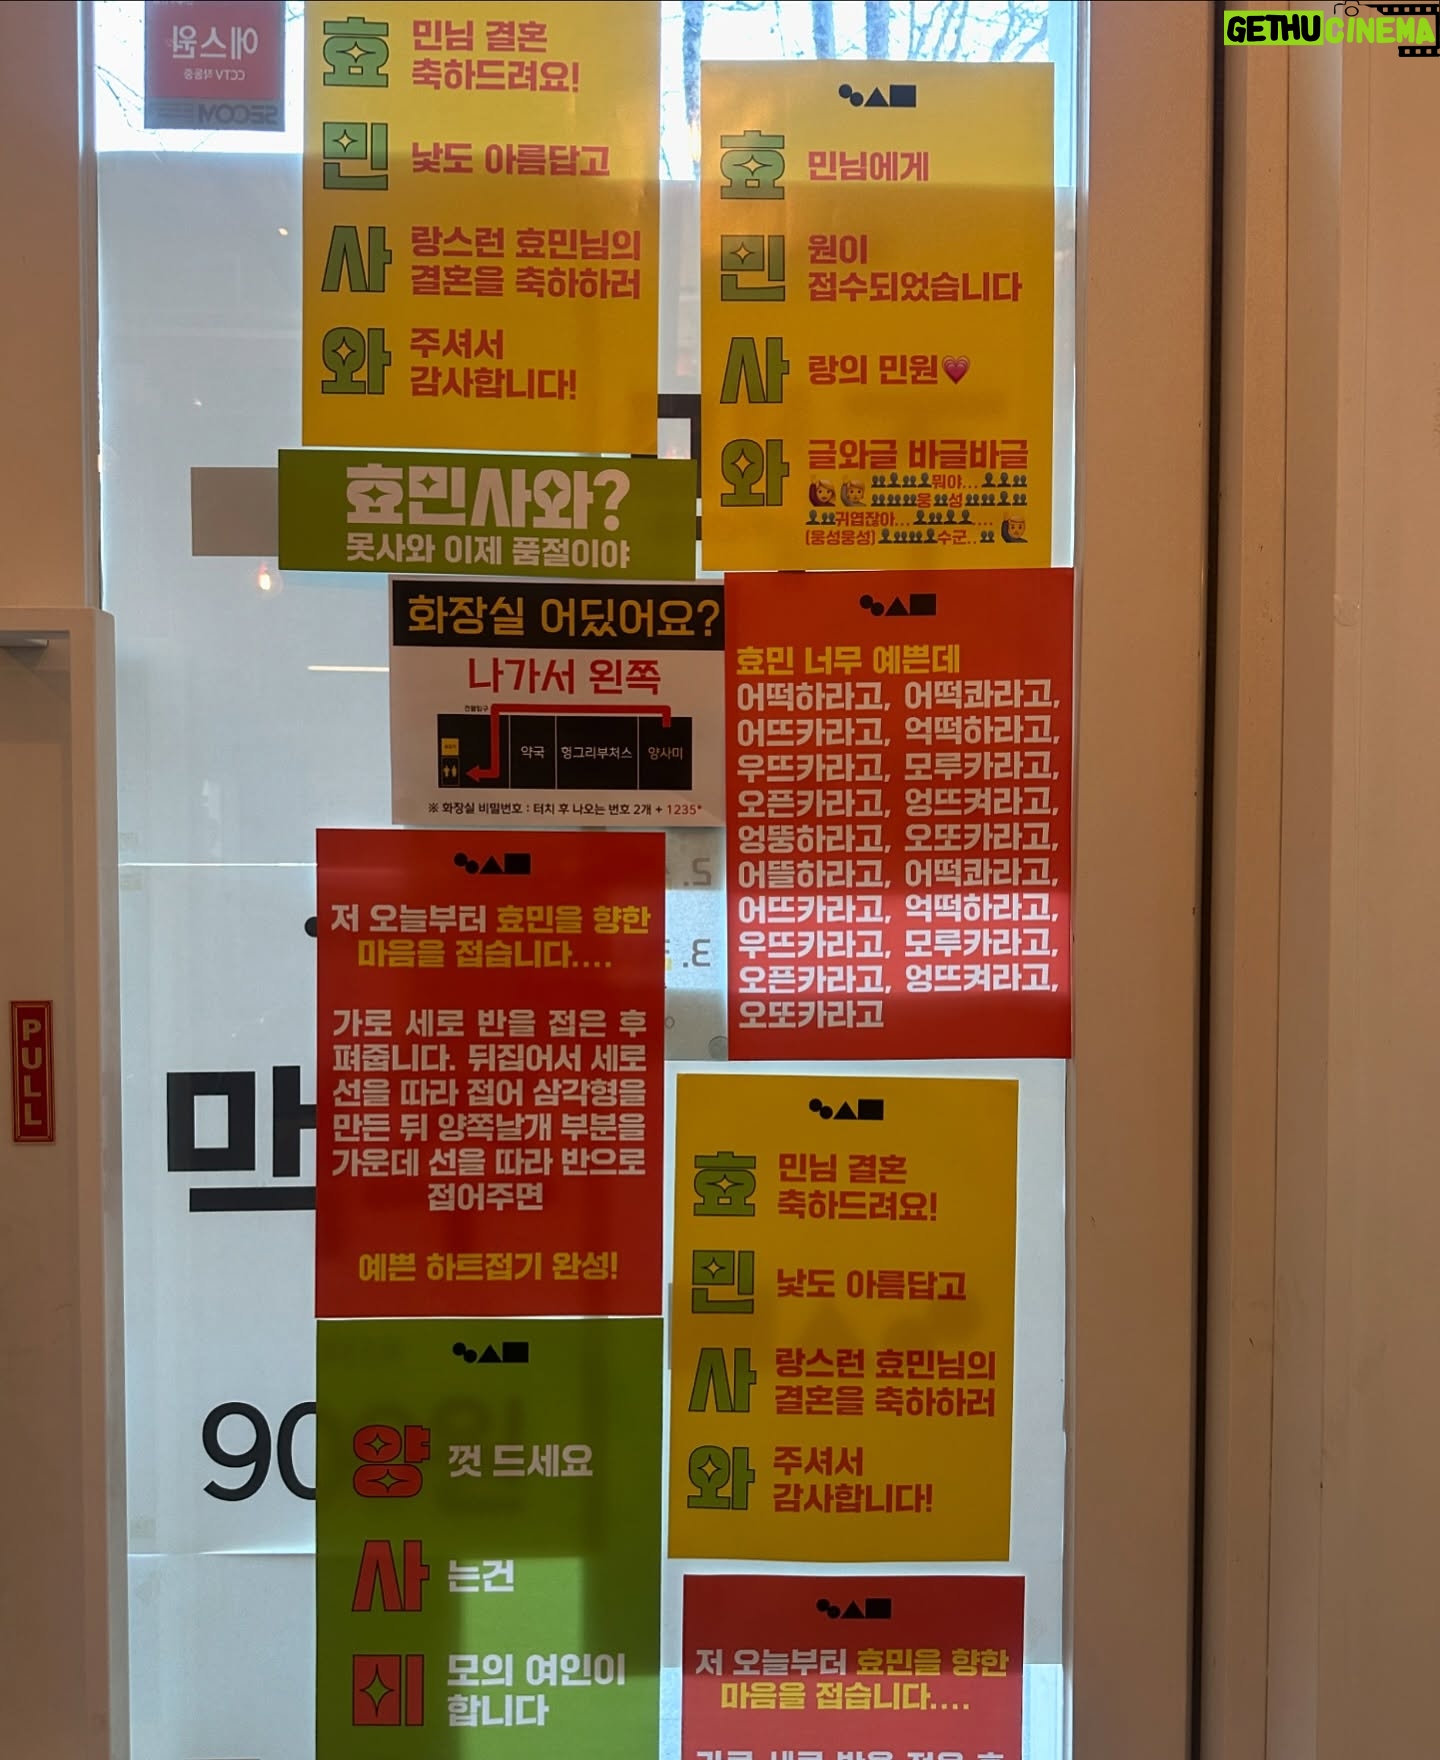 GETHUCINEMA
에스원
CCTV 작동중
SECOM
효 민님 결혼
축하드려요!
민 낯도 아름답고
사 랑스런 효민님의
결혼을 축하하러
와 주셔서
감사합니다!
효 민님에게
민 원이
접수되었습니다
사 랑의 민원💗
와 글와글 바글바글
뭐야...
웅 성
귀엽잖아... ....
(웅성웅성) 수군..
효민사와?
못사와 이제 품절이야
화장실 어딨어요?
나가서 왼쪽
건물입구
약국 헝그리부처스 양사미
※ 화장실 비밀번호 : 터치 후 나오는 번호 2개 + 1235*
효민 너무 예쁜데
어떡하라고, 어떡콰라고,
어뜨카라고, 억떡하라고,
우뜨카라고, 모루카라고,
오픈카라고, 엉뜨켜라고,
엉뚱하라고, 오또카라고,
어뜰하라고, 어떡콰라고,
어뜨카라고, 억떡하라고,
우뜨카라고, 모루카라고,
오픈카라고, 엉뜨켜라고,
오또카라고
저 오늘부터 효민을 향한
마음을 접습니다....
가로 세로 반을 접은 후
펴줍니다. 뒤집어서 세로
선을 따라 접어 삼각형을
만든 뒤 양쪽날개 부분을
가운데 선을 따라 반으로
접어주면
예쁜 하트접기 완성!
2.
3.
PULL
90
효 민님 결혼
축하드려요!
민 낯도 아름답고
사 랑스런 효민님의
결혼을 축하하러
와 주셔서
감사합니다!
양 껏 드세요
사 는건
미 모의 여인이
합니다
저 오늘부터 효민을 향한
마음을 접습니다....
가로 세로 반을 접은 후